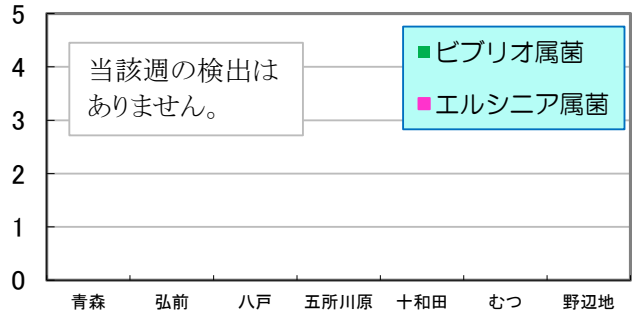 5
4
3
2
1
0
当該週の検出は
ありません。
■ビブリオ属菌
■エルシニア属菌
青森 弘前 八戸 五所川原 十和田 むつ 野辺地